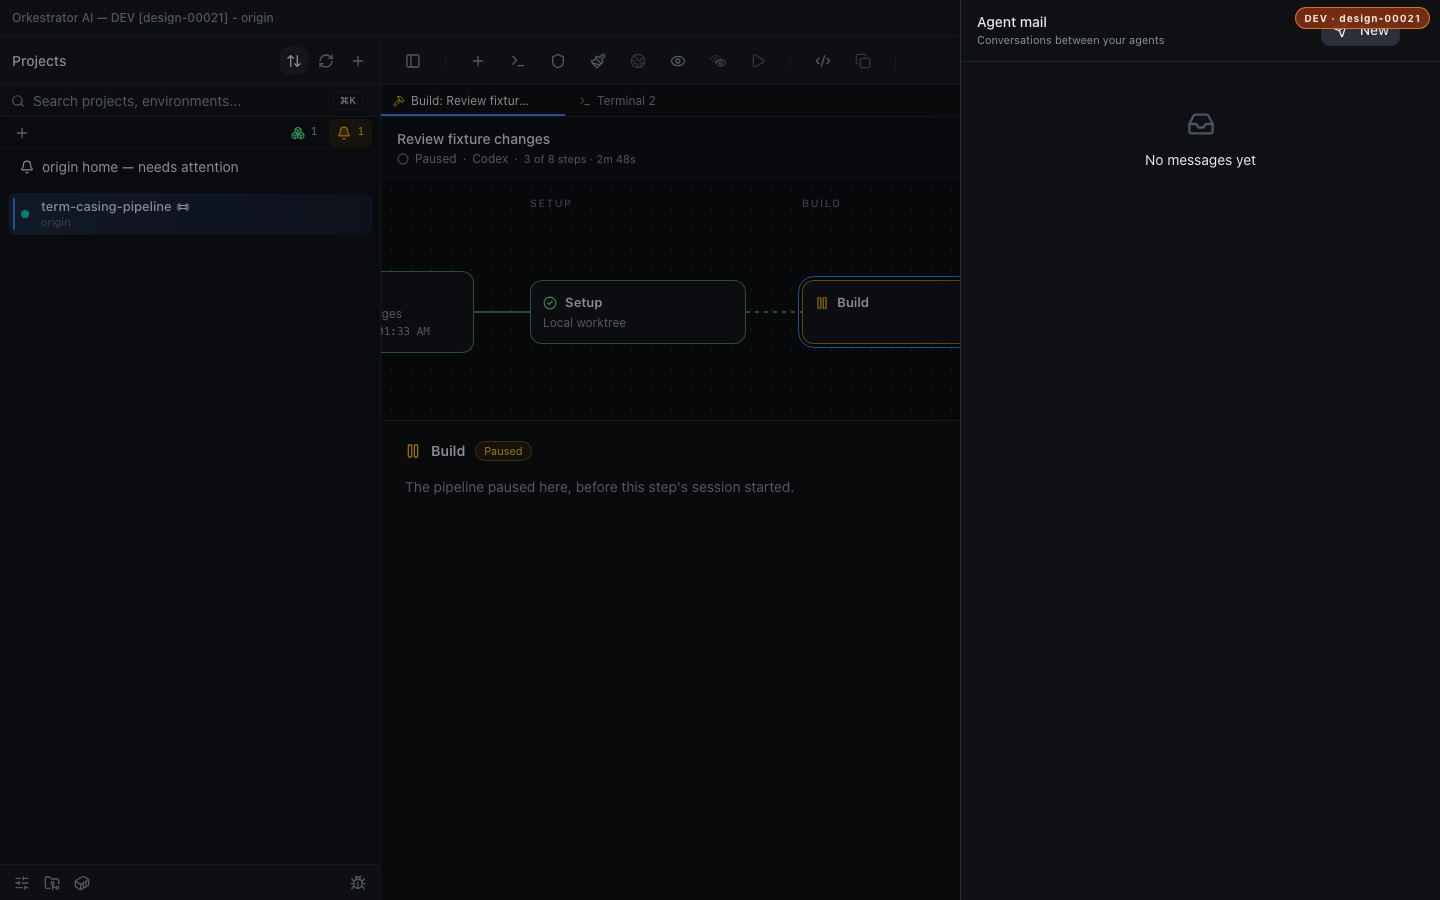 Orkestrator AI — DEV [design-00021] - origin
Projects
Search projects, environments...
⌘K
1
1
origin home — needs attention
term-casing-pipeline
origin
Build: Review fixtur...
Terminal 2
Review fixture changes
Paused · Codex · 3 of 8 steps · 2m 48s
SETUP
BUILD
ges
01:33 AM
Setup
Local worktree
Build
Build
Paused
The pipeline paused here, before this step's session started.
Agent mail
Conversations between your agents
DEV · design-00021
New
No messages yet